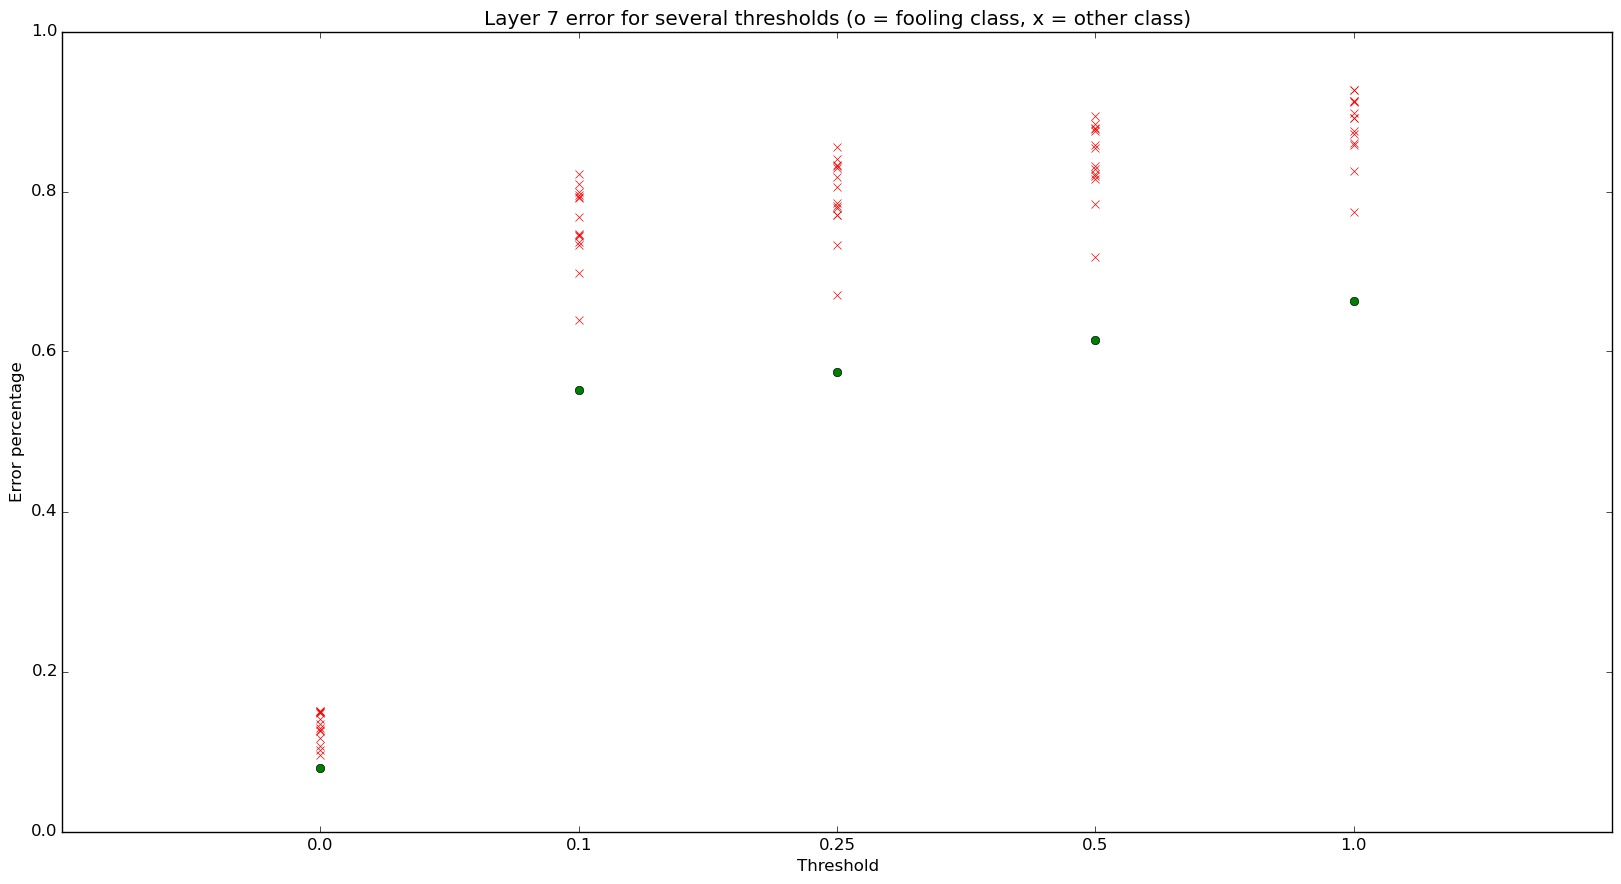 Layer 7 error for several thresholds (o = fooling class, x = other class)
1.0
0.8
0.6
0.4
0.2
0.0
Error percentage
0.0 0.1 0.25 0.5 1.0
Threshold